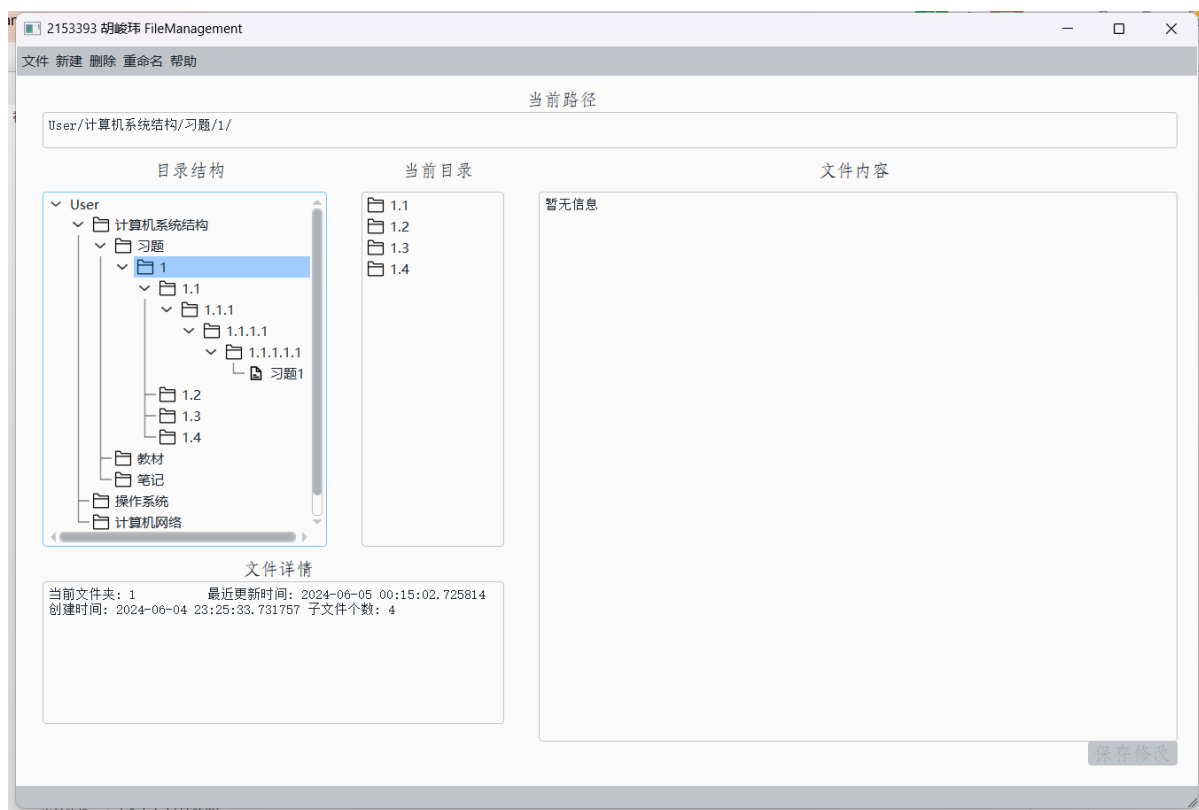 2153393 胡峻玮 FileManagement
文件 新建 删除 重命名 帮助
当前路径
User/计算机系统结构/习题/1/
目录结构
User
计算机系统结构
习题
1
1.1
1.1.1
1.1.1.1
1.1.1.1.1
习题1
1.2
1.3
1.4
教材
笔记
操作系统
计算机网络
当前目录
1.1
1.2
1.3
1.4
文件内容
暂无信息
文件详情
当前文件夹: 1 最近更新时间: 2024-06-05 00:15:02.725814
创建时间: 2024-06-04 23:25:33.731757 子文件个数: 4
保存修改